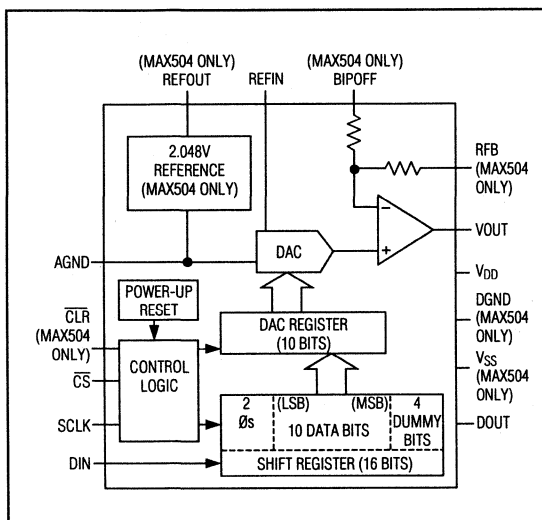 (MAX504 ONLY)
REFOUT
REFIN
(MAX504 ONLY)
BIPOFF
2.048V
REFERENCE
(MAX504 ONLY)
RFB
(MAX504
ONLY)
−
+
VOUT
AGND
DAC
VDD
POWER-UP
RESET
CLR
(MAX504
ONLY)
DAC REGISTER
(10 BITS)
DGND
(MAX504
ONLY)
CONTROL
LOGIC
CS
VSS
(MAX504
ONLY)
SCLK
2
Øs
(LSB)
(MSB)
10 DATA BITS
4
DUMMY
BITS
DOUT
DIN
SHIFT REGISTER (16 BITS)